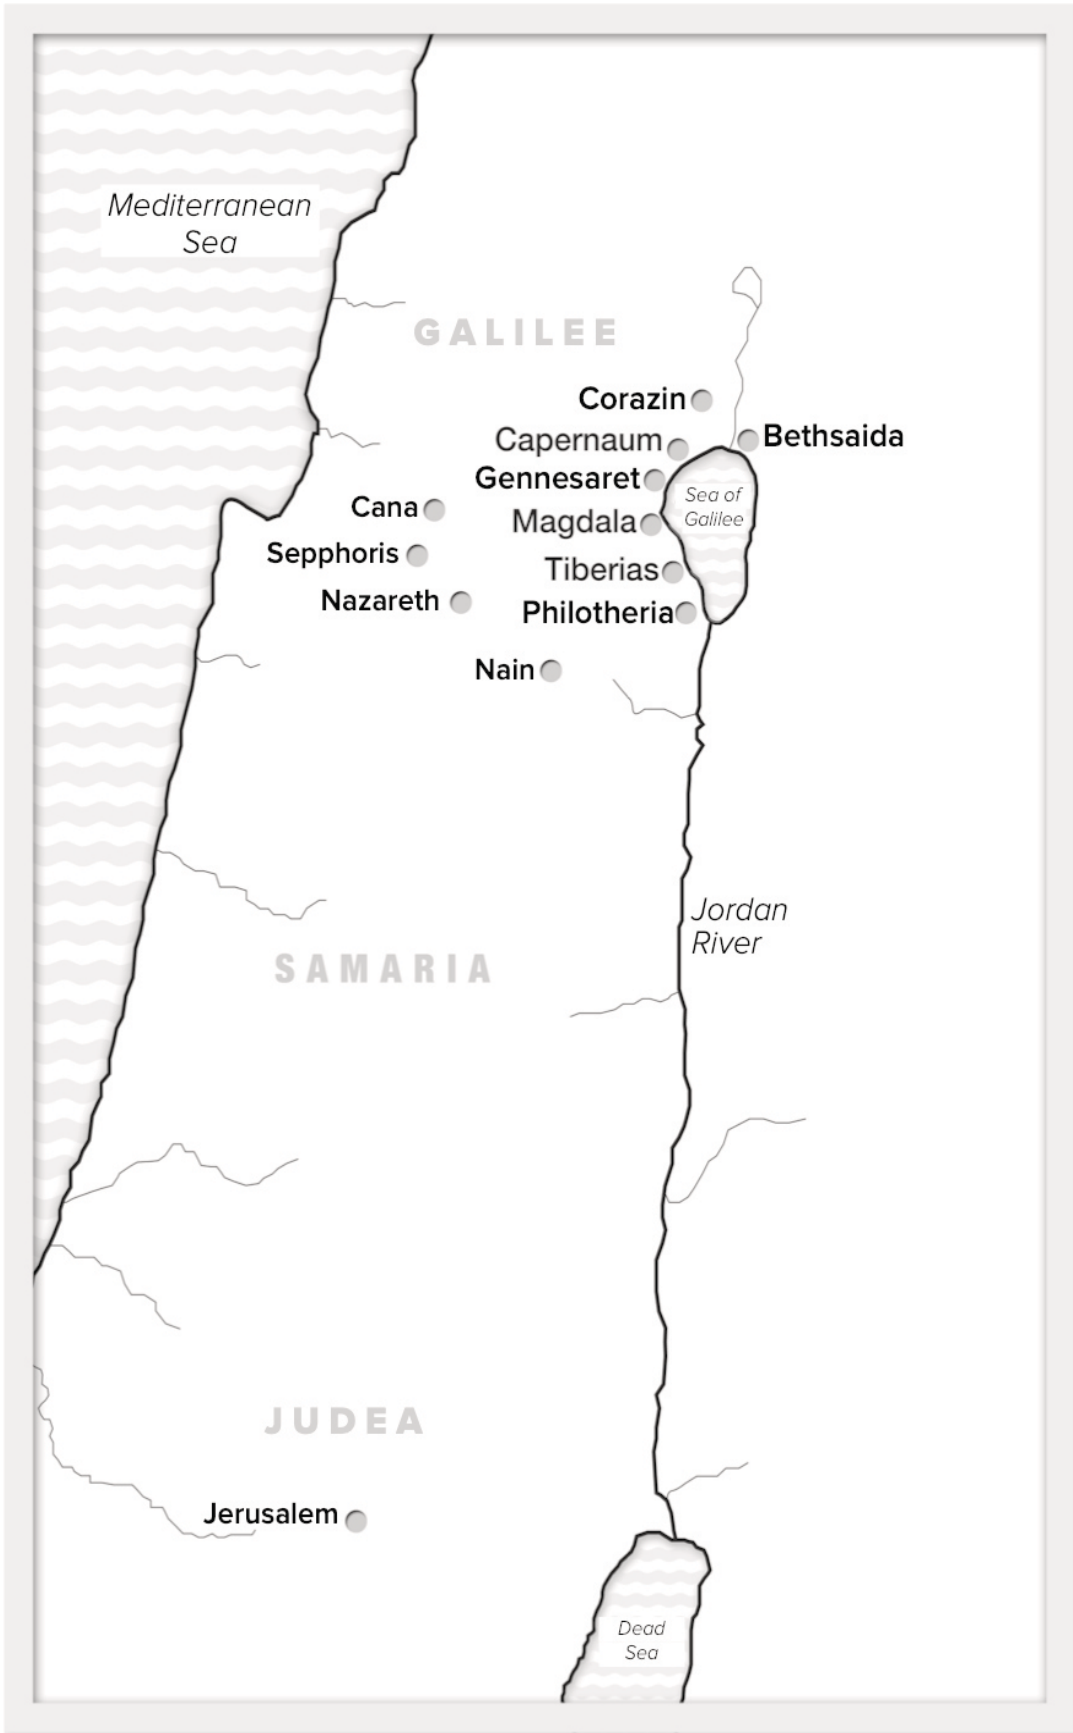 Mediterranean
Sea
GALILEE
Corazin
Capernaum
Bethsaida
Gennesaret
Sea of
Galilee
Cana
Magdala
Sepphoris
Tiberias
Nazareth
Philotheria
Nain
Jordan
River
SAMARIA
JUDEA
Jerusalem
Dead
Sea